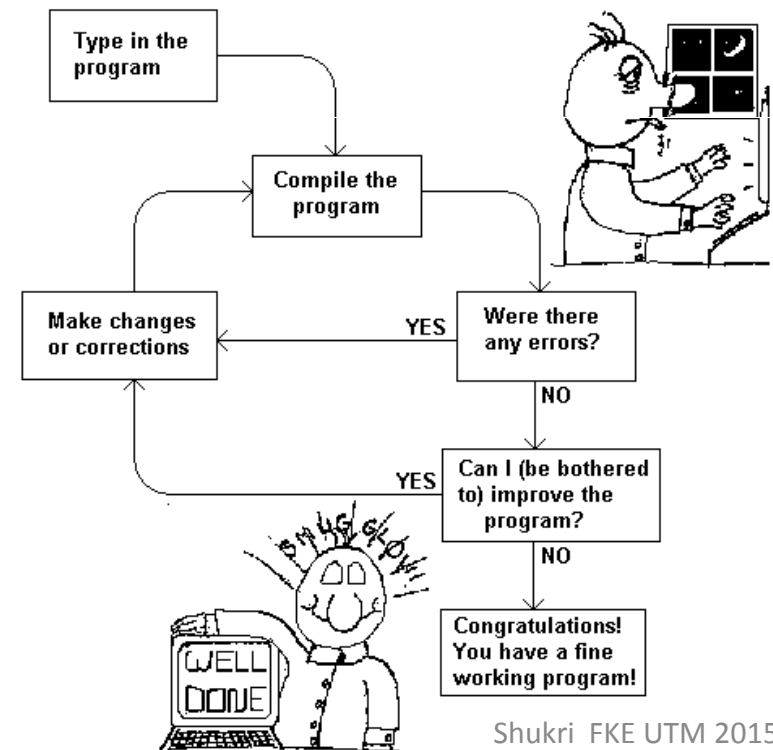 Type in the
program
Compile the
program
Make changes
or corrections
YES
Were there
any errors?
NO
YES
Can I (be bothered
to) improve the
program?
NO
SMUG GLOW!
WELL
DONE
Congratulations!
You have a fine
working program!
Shukri FKE UTM 2015